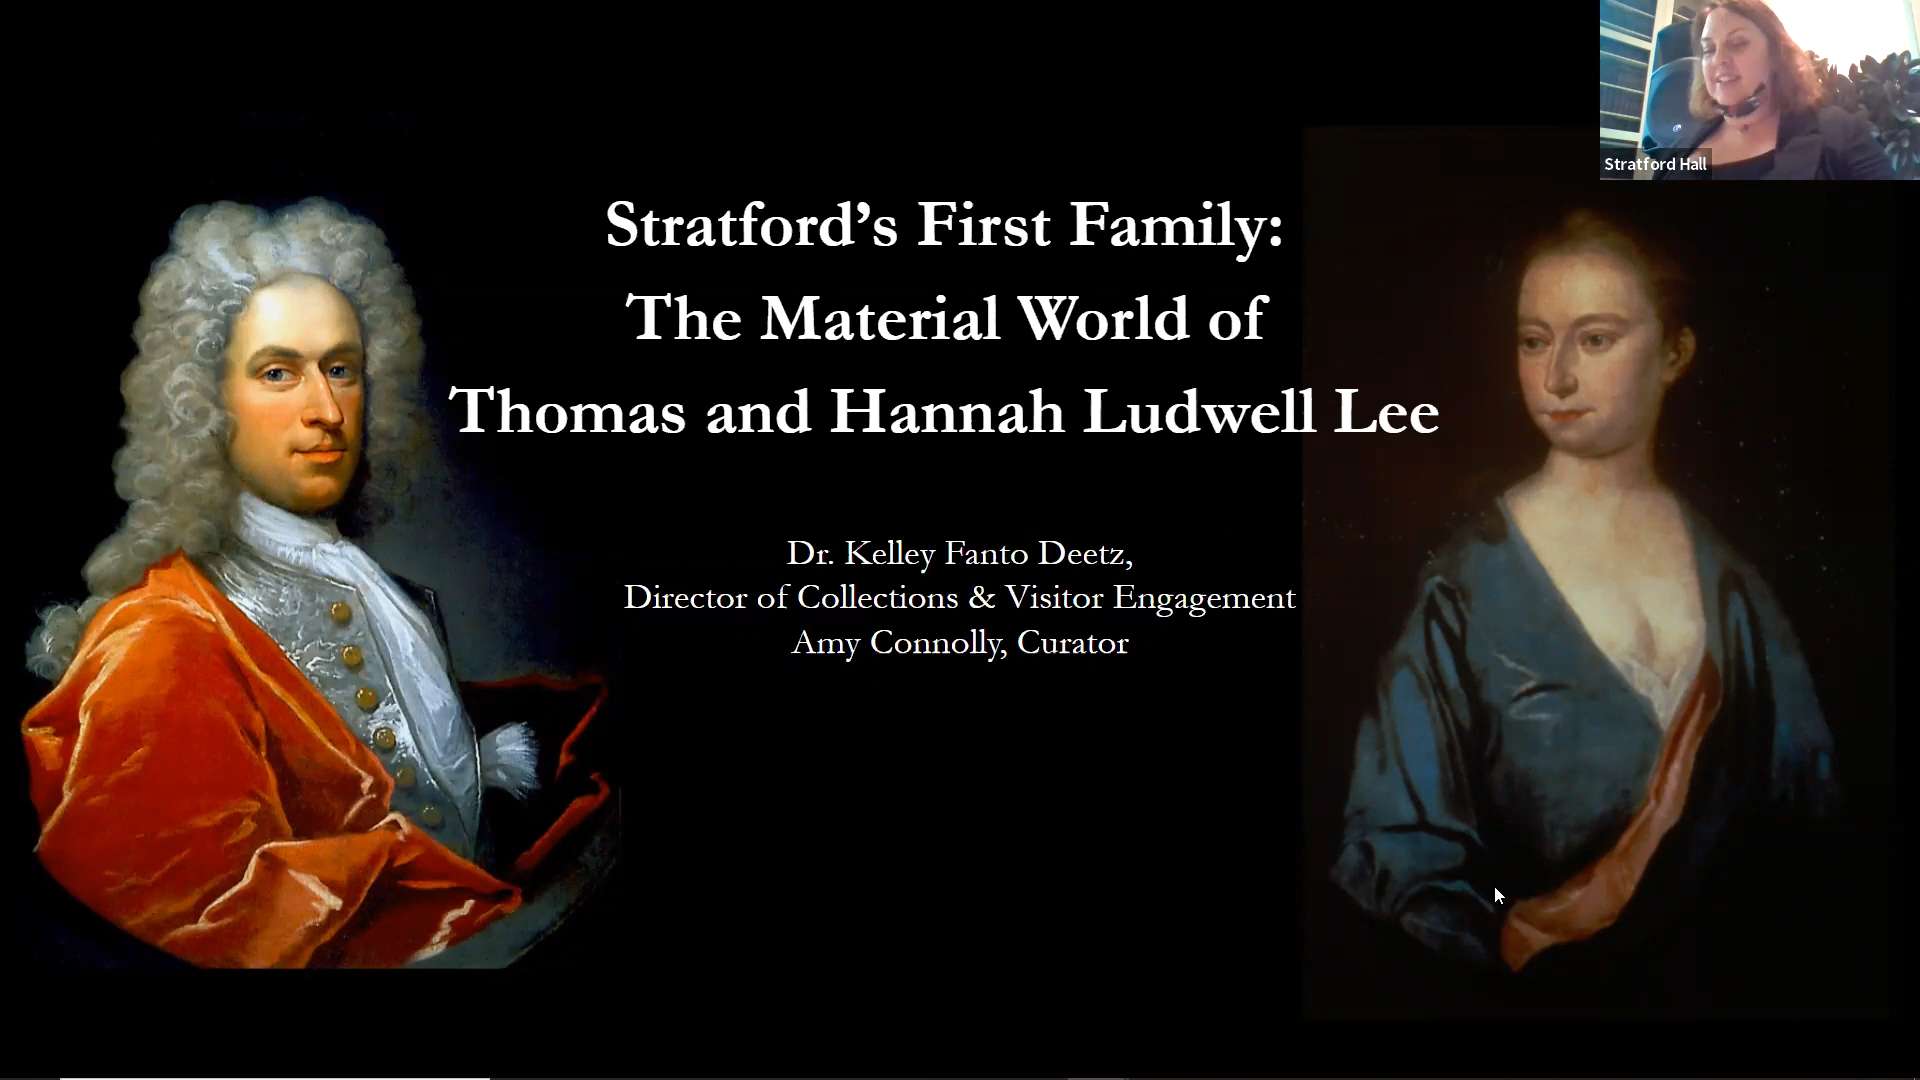 Stratford Hall
Stratford’s First Family:
The Material World of
Thomas and Hannah Ludwell Lee
Dr. Kelley Fanto Deetz,
Director of Collections & Visitor Engagement
Amy Connolly, Curator